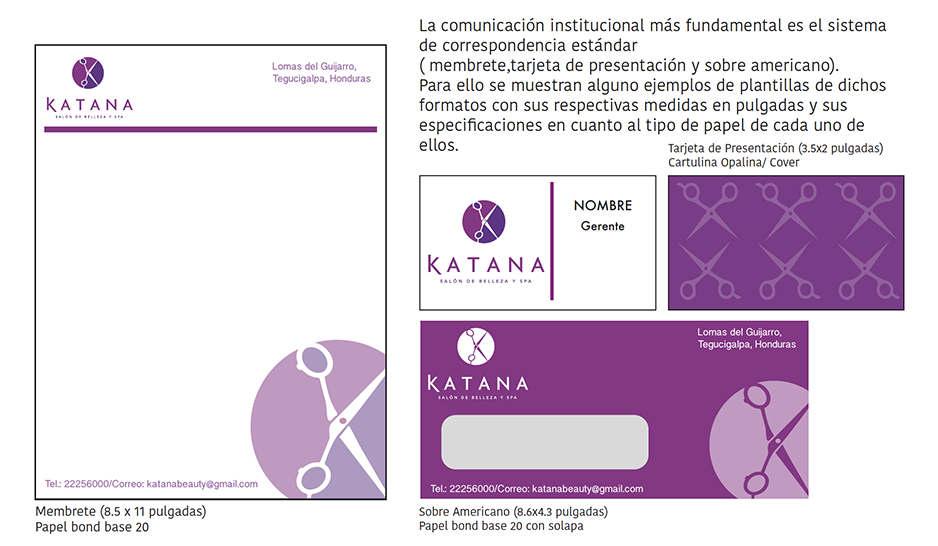 La comunicación institucional más fundamental es el sistema
de correspondencia estándar
( membrete,tarjeta de presentación y sobre americano).
Para ello se muestran alguno ejemplos de plantillas de dichos
formatos con sus respectivas medidas en pulgadas y sus
especificaciones en cuanto al tipo de papel de cada uno de
ellos.
KATANA
SALÓN DE BELLEZA Y SPA
Lomas del Guijarro,
Tegucigalpa, Honduras
Tel.: 22256000/Correo: katanabeauty@gmail.com
Membrete (8.5 x 11 pulgadas)
Papel bond base 20
Tarjeta de Presentación (3.5x2 pulgadas)
Cartulina Opalina/ Cover
KATANA
SALÓN DE BELLEZA Y SPA
NOMBRE
Gerente
KATANA
SALÓN DE BELLEZA Y SPA
Lomas del Guijarro,
Tegucigalpa, Honduras
Tel.: 22256000/Correo: katanabeauty@gmail.com
Sobre Americano (8.6x4.3 pulgadas)
Papel bond base 20 con solapa